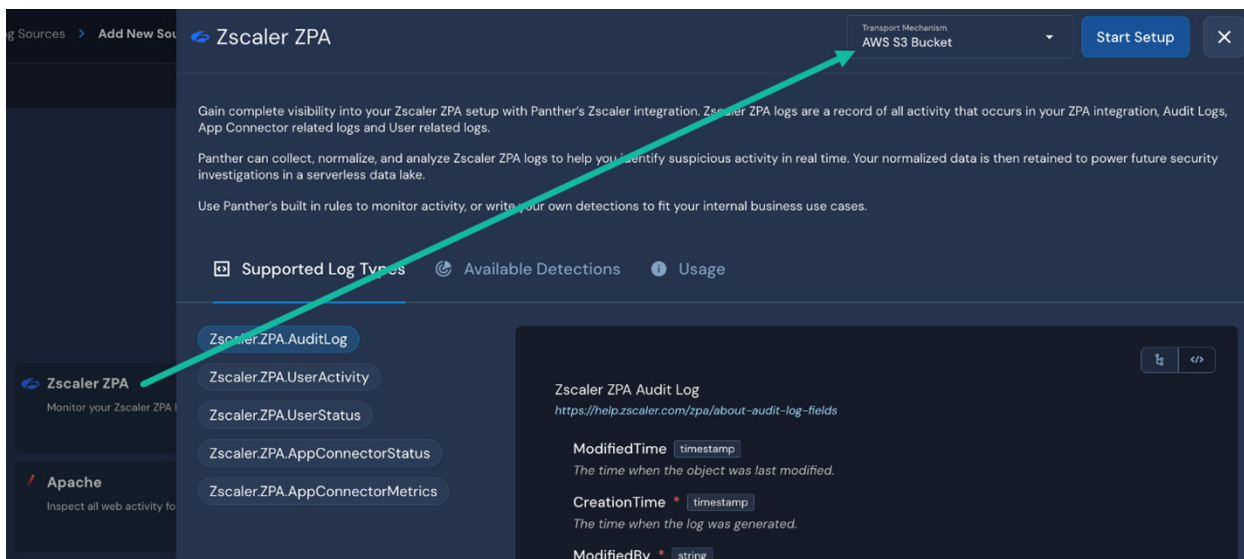 g Sources > Add New Sou
Zscaler ZPA
Transport Mechanism
AWS S3 Bucket
Start Setup
Gain complete visibility into your Zscaler ZPA setup with Panther's Zscaler integration. Zscaler ZPA logs are a record of all activity that occurs in your ZPA integration, Audit Logs,
App Connector related logs and User related logs.
Panther can collect, normalize, and analyze Zscaler ZPA logs to help you identify suspicious activity in real time. Your normalized data is then retained to power future security
investigations in a serverless data lake.
Use Panther's built in rules to monitor activity, or write your own detections to fit your internal business use cases.
Supported Log Types
Available Detections
Usage
Zscaler.ZPA.AuditLog
Zscaler.ZPA.UserActivity
Zscaler.ZPA.UserStatus
Zscaler.ZPA.AppConnectorStatus
Zscaler.ZPA.AppConnectorMetrics
Zscaler ZPA
Monitor your Zscaler ZPA
Apache
Inspect all web activity fo
Zscaler ZPA Audit Log
https://help.zscaler.com/zpa/about-audit-log-fields
ModifiedTime timestamp
The time when the object was last modified.
CreationTime * timestamp
The time when the log was generated.
ModifiedBy * string